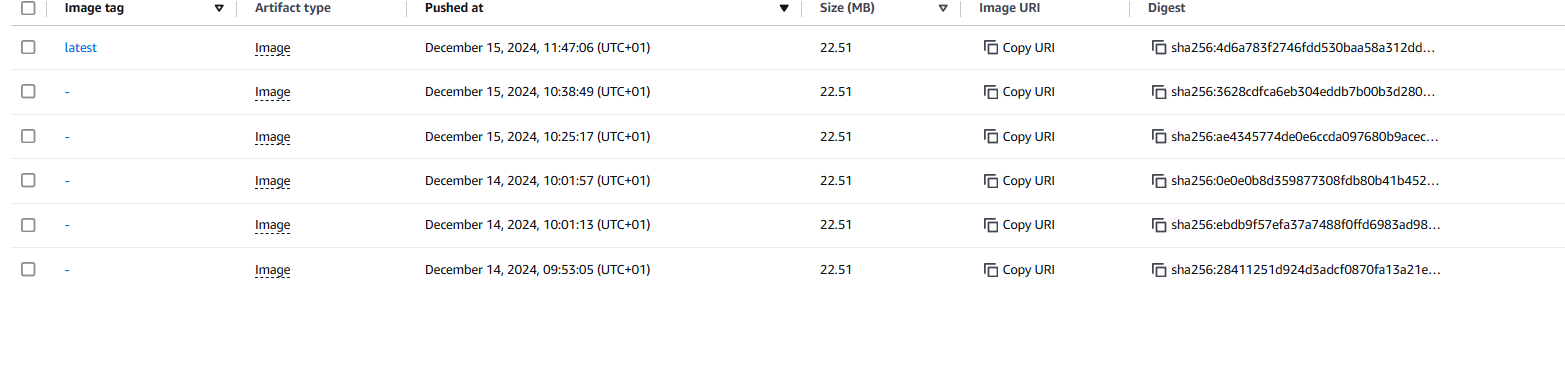 Image tag Artifact type Pushed at Size (MB) Image URI Digest
latest Image December 15, 2024, 11:47:06 (UTC+01) 22.51 Copy URI sha256:4d6a783f2746fdd530baa58a312dd...
- Image December 15, 2024, 10:38:49 (UTC+01) 22.51 Copy URI sha256:3628cdfca6eb304eddb7b00b3d280...
- Image December 15, 2024, 10:25:17 (UTC+01) 22.51 Copy URI sha256:ae4345774de0e6ccda097680b9acec...
- Image December 14, 2024, 10:01:57 (UTC+01) 22.51 Copy URI sha256:0e0e0b8d359877308fdb80b41b452...
- Image December 14, 2024, 10:01:13 (UTC+01) 22.51 Copy URI sha256:ebdb9f57efa37a7488f0ffd6983ad98...
- Image December 14, 2024, 09:53:05 (UTC+01) 22.51 Copy URI sha256:28411251d924d3adcf0870fa13a21e...